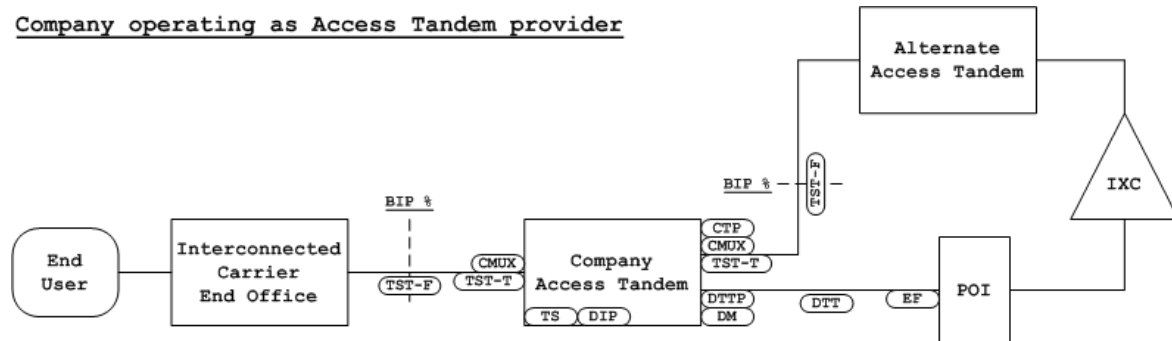 Company operating as Access Tandem provider
Alternate
Access Tandem
IXC
BIP %
TST-F
BIP %
End
User
Interconnected
Carrier
End Office
TST-F
CMUX
TST-T
Company
Access Tandem
TS
DIP
CTP
CMUX
TST-T
DTTP
DM
DTT
EF
POI